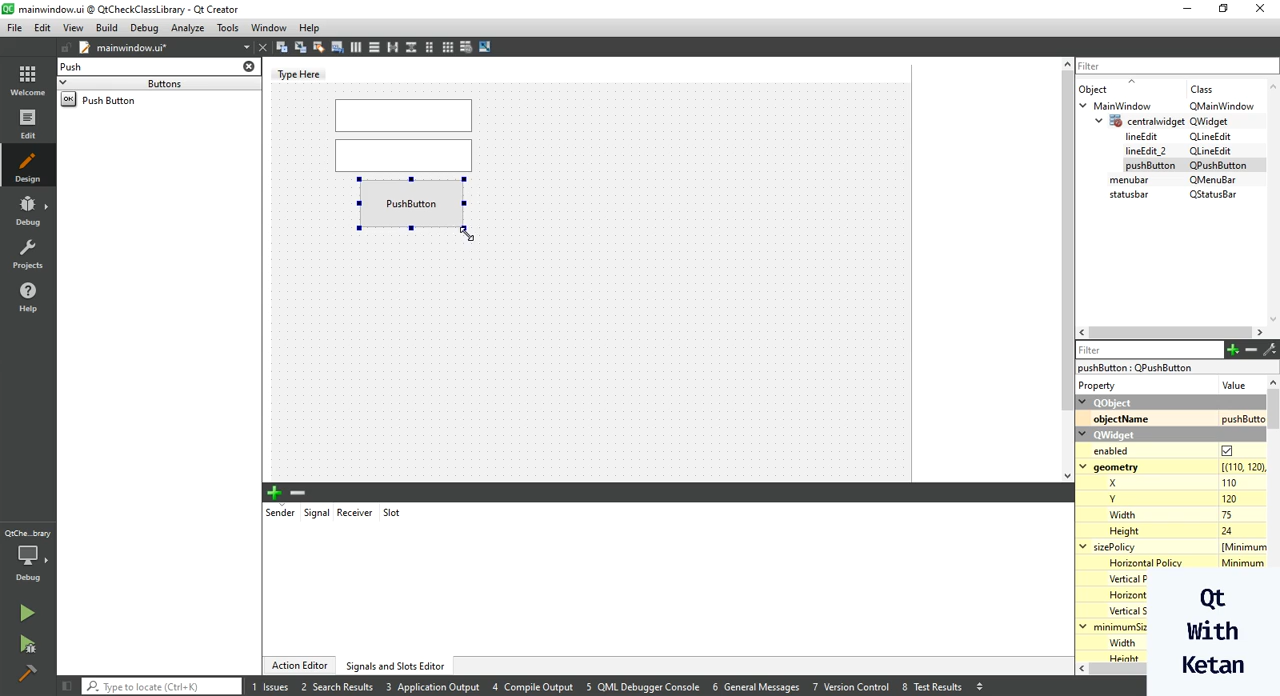 QC mainwindow.ui @ QtCheckClassLibrary - Qt Creator
File Edit View Build Debug Analyze Tools Window Help
mainwindow.ui*
Push
Buttons
OK Push Button
Welcome
Edit
Design
Debug
Projects
Help
QtChe...brary
Debug
Type Here
PushButton
Sender Signal Receiver Slot
Action Editor Signals and Slots Editor
Filter
Object Class
MainWindow QMainWindow
centralwidget QWidget
lineEdit QLineEdit
lineEdit_2 QLineEdit
pushButton QPushButton
menubar QMenuBar
statusbar QStatusBar
Filter
pushButton : QPushButton
Property Value
QObject
objectName pushButto
QWidget
enabled
geometry [(110, 120),
X 110
Y 120
Width 75
Height 24
sizePolicy [Minimum
Horizontal Policy Minimum
Vertical P
Horizont
Vertical S
minimumSiz
Width
Height
Qt
With
Ketan
Type to locate (Ctrl+K) 1 Issues 2 Search Results 3 Application Output 4 Compile Output 5 QML Debugger Console 6 General Messages 7 Version Control 8 Test Results